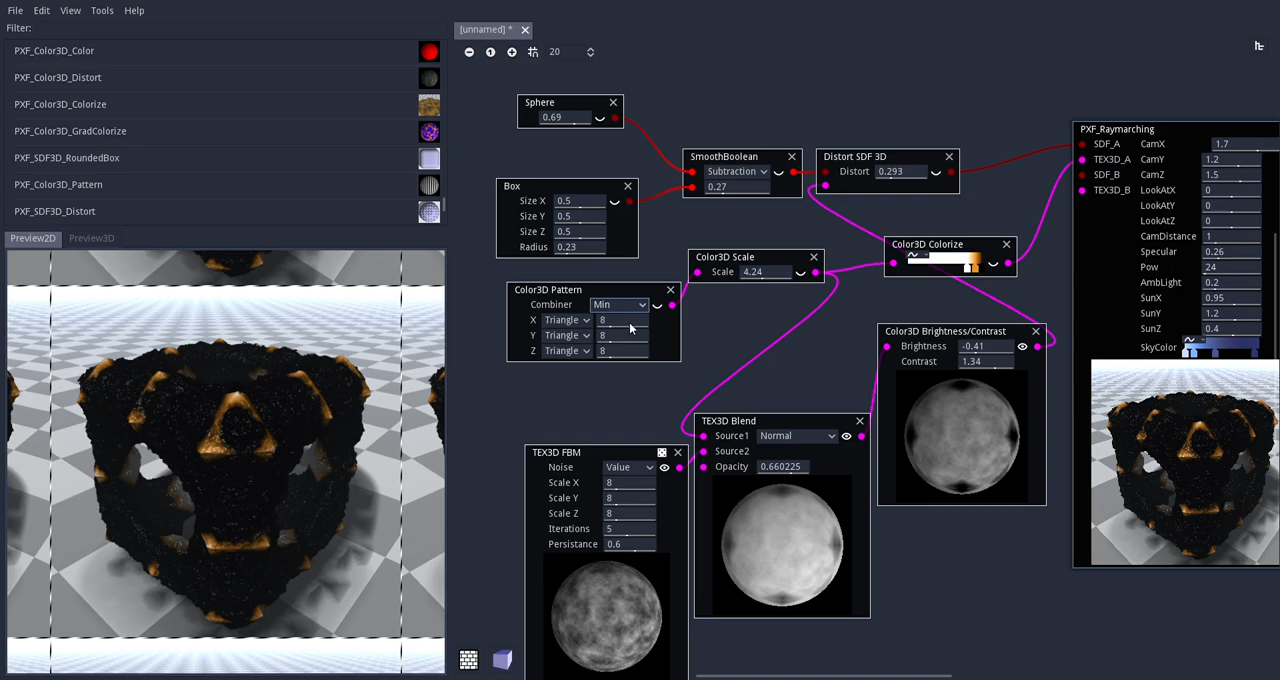 File Edit View Tools Help
Filter:
PXF_Color3D_Color
PXF_Color3D_Distort
PXF_Color3D_Colorize
PXF_Color3D_GradColorize
PXF_SDF3D_RoundedBox
PXF_Color3D_Pattern
PXF_SDF3D_Distort
Preview2D Preview3D
[unnamed] *
1 20
Sphere
0.69
Box
Size X 0.5
Size Y 0.5
Size Z 0.5
Radius 0.23
SmoothBoolean
Subtraction
0.27
Distort SDF 3D
Distort 0.293
Color3D Scale
Scale 4.24
Color3D Colorize
Color3D Pattern
Combiner Min
X Triangle 8
Y Triangle 8
Z Triangle 8
Color3D Brightness/Contrast
Brightness -0.41
Contrast 1.34
TEX3D Blend
Source1 Normal
Source2
Opacity 0.660225
TEX3D FBM
Noise Value
Scale X 8
Scale Y 8
Scale Z 8
Iterations 5
Persistance 0.6
PXF_Raymarching
SDF_A CamX 1.7
TEX3D_A CamY 1.2
SDF_B CamZ 1.5
TEX3D_B LookAtX 0
LookAtY 0
LookAtZ 0
CamDistance 1
Specular 0.26
Pow 24
AmbLight 0.2
SunX 0.95
SunY 1.2
SunZ 0.4
SkyColor